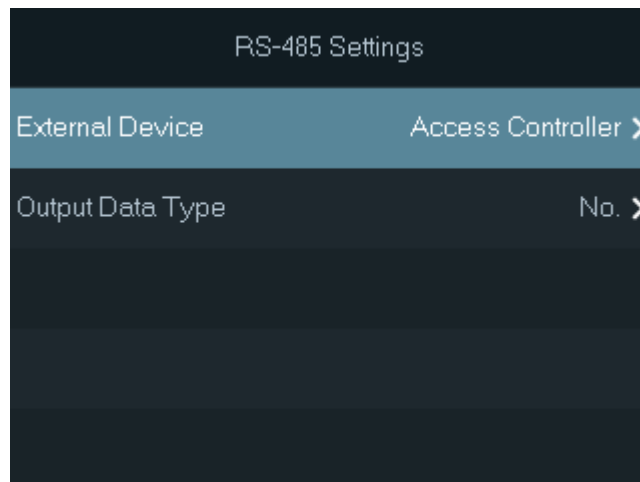 RS-485 Settings
External Device Access Controller
Output Data Type No.